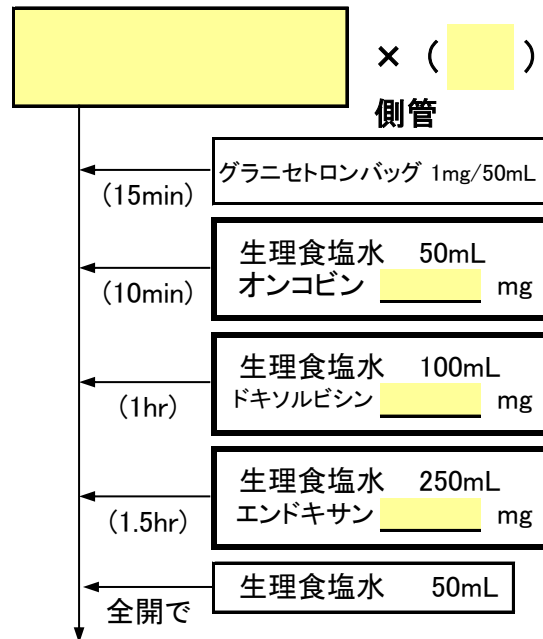 ×（ ）
側管
グラニセトロンバッグ 1mg/50mL
(15min)
生理食塩水 50mL
オンコビン mg
(10min)
生理食塩水 100mL
ドキソルビシン mg
(1hr)
生理食塩水 250mL
エンドキサン mg
(1.5hr)
生理食塩水 50mL
全開で